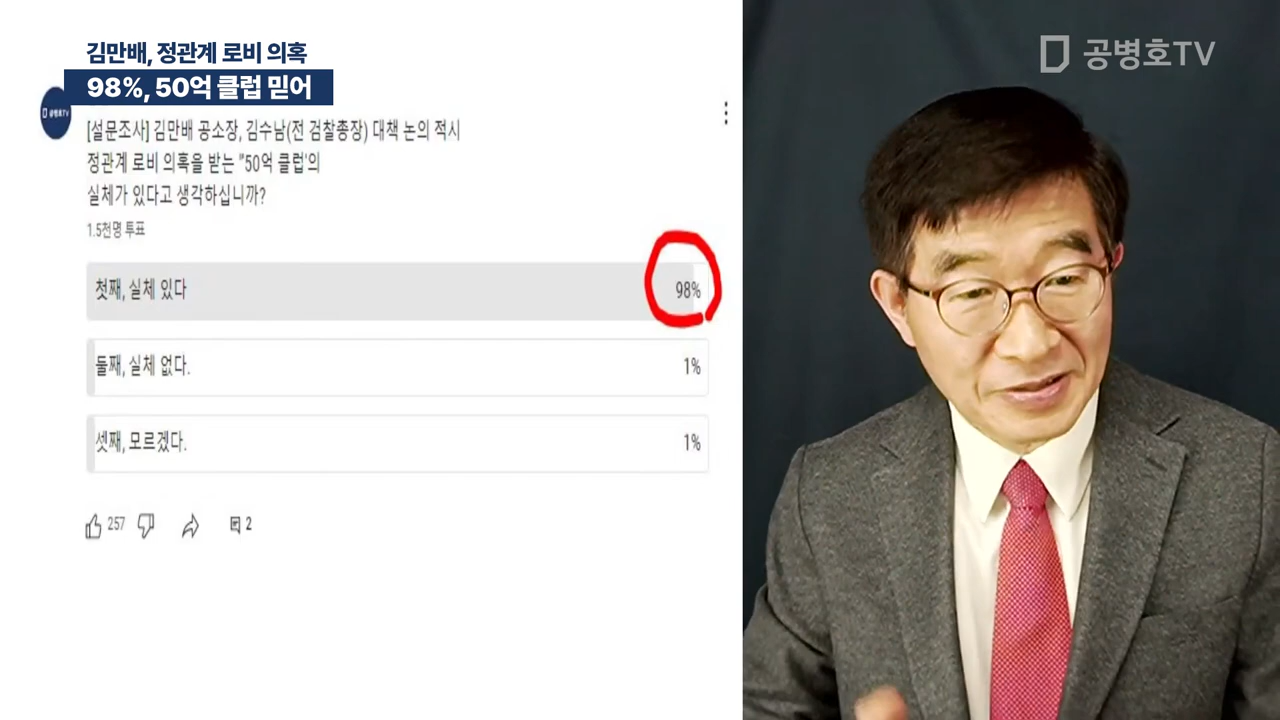 김만배, 정관계 로비 의혹
98%, 50억 클럽 믿어
공병호TV
공병호TV
[설문조사] 김만배 공소장, 김수남(전 검찰총장) 대책 논의 적시
정관계 로비 의혹을 받는 "50억 클럽'의
실체가 있다고 생각하십니까?
1.5천명 투표
첫째, 실체 있다
98%
둘째, 실체 없다.
1%
셋째, 모르겠다.
1%
257
2